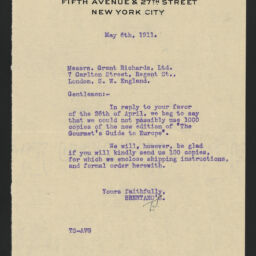 FIFTH AVENUE & 27TH STREET
NEW YORK CITY
May 6th, 1911.
Messrs. Grant Richards, Ltd.
7 Carlton Street, Regent St.,
London, S. W. England.
Gentlemen:-
In reply to your favor
of the 26th of April, we beg to say
that we could not possibly use 1000
copies of the new edition of "The
Gourmet's Guide to Europe".
We will, however, be glad
if you will kindly send us 100 copies,
for which we enclose shipping instructions,
and formal order herewith.
Yours faithfully,
BRENTANO'S.
TS-AVG